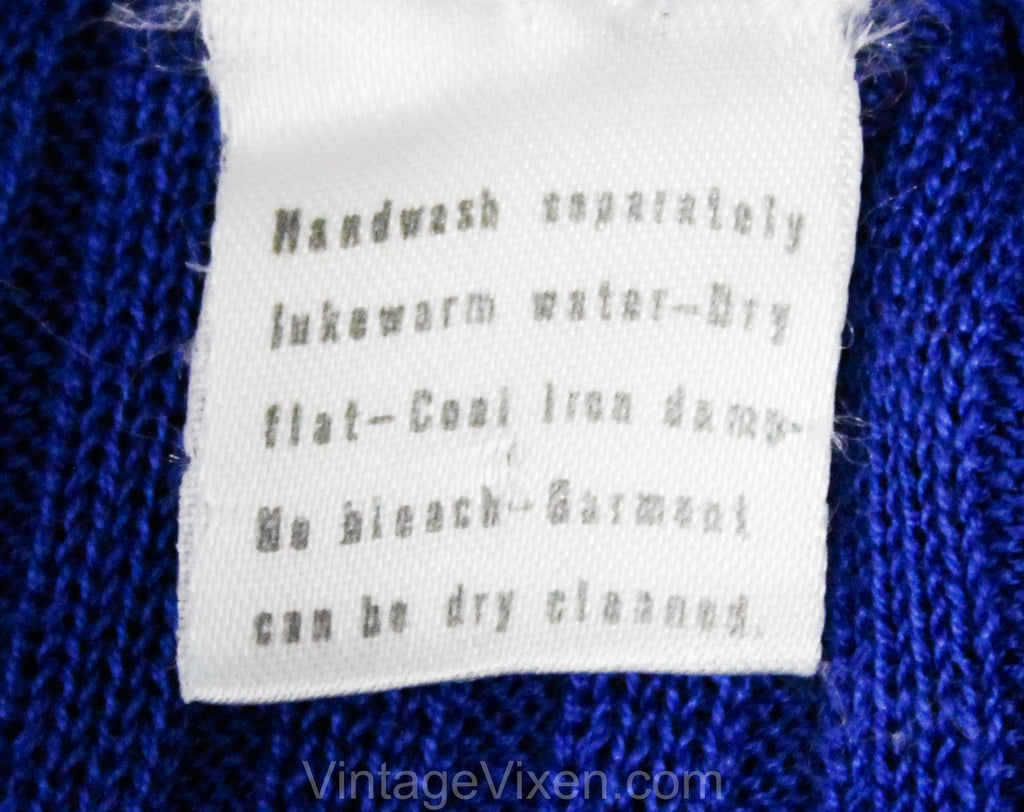 Handwash separately
lukewarm water-Dry
flat-Cool Iron damp-
No bleach-Garment
can be dry cleaned.
VintageVixen.com